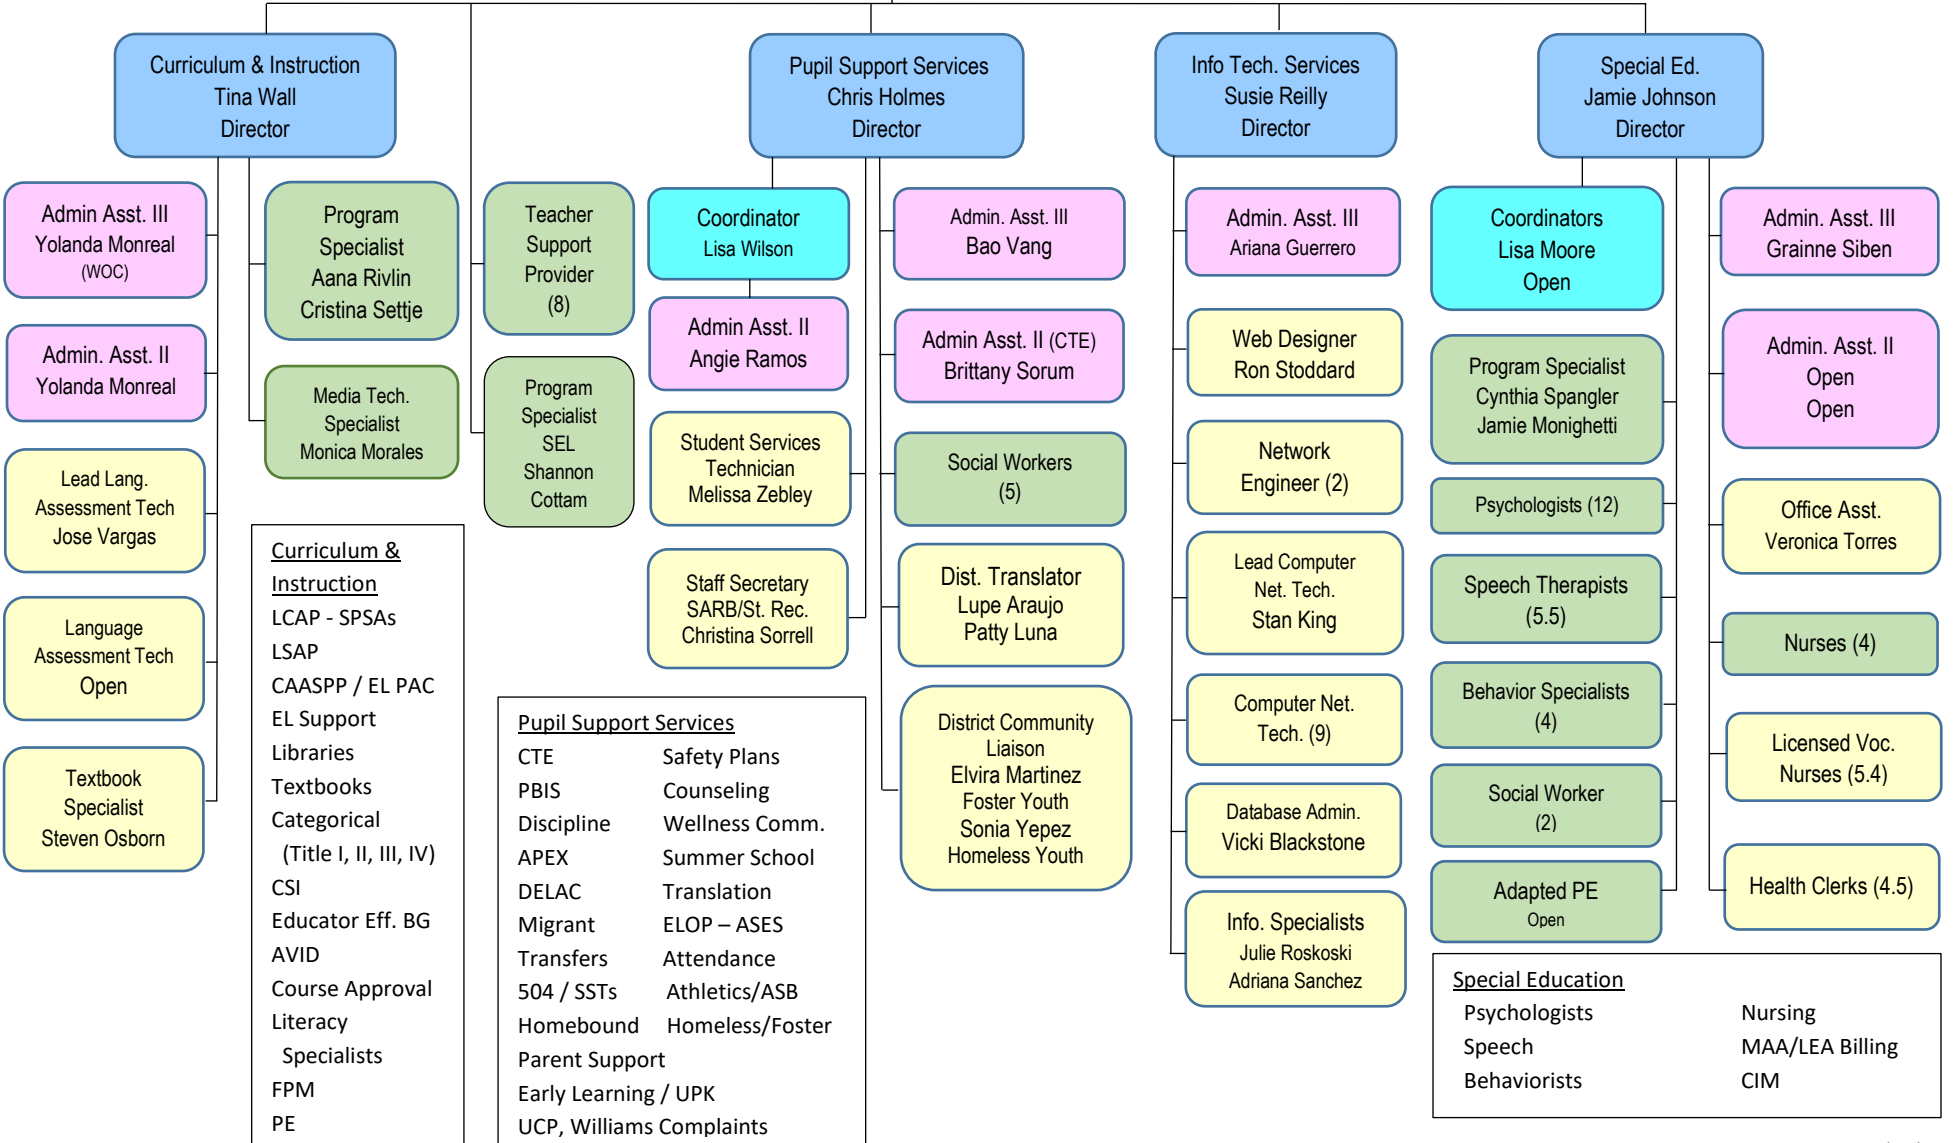 Curriculum & Instruction
Tina Wall
Director
Pupil Support Services
Chris Holmes
Director
Info Tech. Services
Susie Reilly
Director
Special Ed.
Jamie Johnson
Director
Admin Asst. III
Yolanda Monreal
(WOC)
Admin. Asst. II
Yolanda Monreal
Lead Lang.
Assessment Tech
Jose Vargas
Language
Assessment Tech
Open
Textbook
Specialist
Steven Osborn
Program
Specialist
Aana Rivlin
Cristina Settje
Media Tech.
Specialist
Monica Morales
Curriculum &
Instruction
LCAP - SPSAs
LSAP
CAASPP / EL PAC
EL Support
Libraries
Textbooks
Categorical
(Title I, II, III, IV)
CSI
Educator Eff. BG
AVID
Course Approval
Literacy
Specialists
FPM
PE
Teacher
Support
Provider
(8)
Program
Specialist
SEL
Shannon
Cottam
Coordinator
Lisa Wilson
Admin Asst. II
Angie Ramos
Student Services
Technician
Melissa Zebley
Staff Secretary
SARB/St. Rec.
Christina Sorrell
Admin. Asst. III
Bao Vang
Admin Asst. II (CTE)
Brittany Sorum
Social Workers
(5)
Dist. Translator
Lupe Araujo
Patty Luna
District Community
Liaison
Elvira Martinez
Foster Youth
Sonia Yepez
Homeless Youth
Pupil Support Services
CTE Safety Plans
PBIS Counseling
Discipline Wellness Comm.
APEX Summer School
DELAC Translation
Migrant ELOP – ASES
Transfers Attendance
504 / SSTs Athletics/ASB
Homebound Homeless/Foster
Parent Support
Early Learning / UPK
UCP, Williams Complaints
Admin. Asst. III
Ariana Guerrero
Web Designer
Ron Stoddard
Network
Engineer (2)
Lead Computer
Net. Tech.
Stan King
Computer Net.
Tech. (9)
Database Admin.
Vicki Blackstone
Info. Specialists
Julie Roskoski
Adriana Sanchez
Coordinators
Lisa Moore
Open
Program Specialist
Cynthia Spangler
Jamie Monighetti
Psychologists (12)
Speech Therapists
(5.5)
Behavior Specialists
(4)
Social Worker
(2)
Adapted PE
Open
Admin. Asst. III
Grainne Siben
Admin. Asst. II
Open
Open
Office Asst.
Veronica Torres
Nurses (4)
Licensed Voc.
Nurses (5.4)
Health Clerks (4.5)
Special Education
Psychologists Nursing
Speech MAA/LEA Billing
Behaviorists CIM